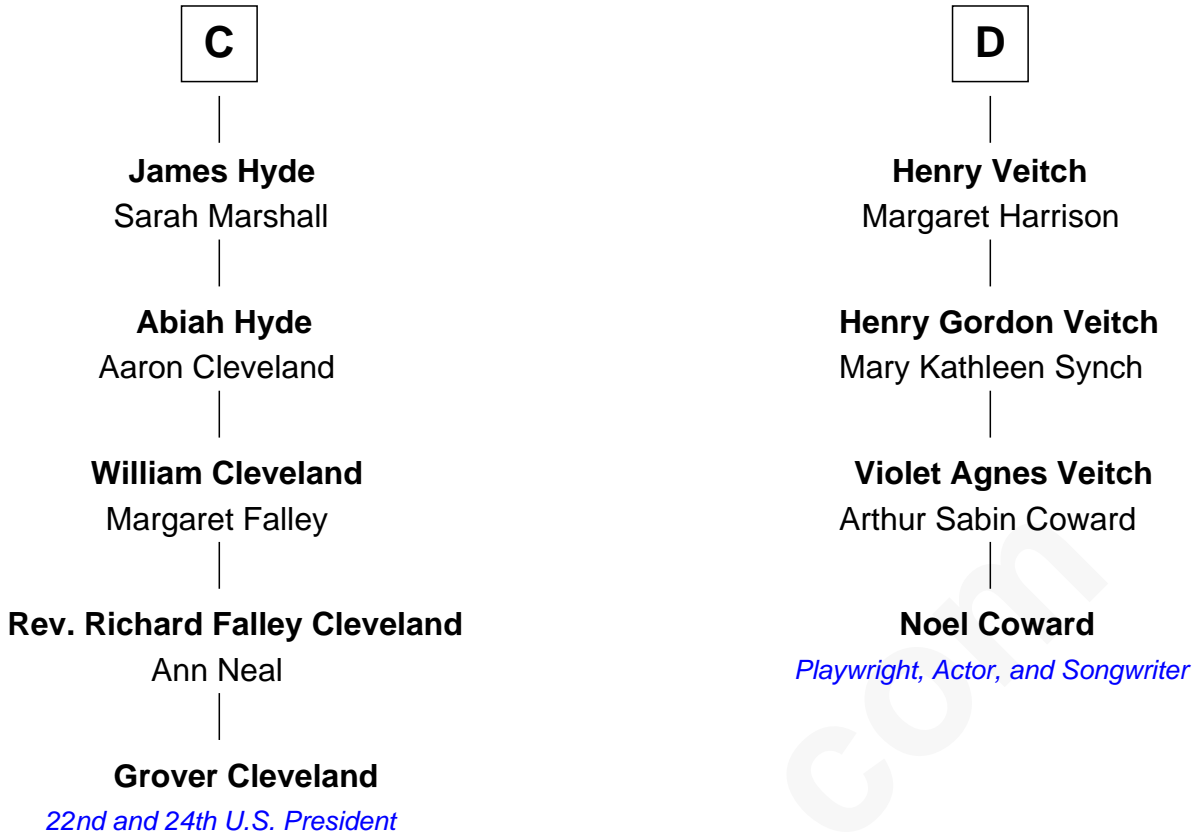 C
James Hyde
Sarah Marshall
Abiah Hyde
Aaron Cleveland
William Cleveland
Margaret Falley
Rev. Richard Falley Cleveland
Ann Neal
Grover Cleveland
22nd and 24th U.S. President
D
Henry Veitch
Margaret Harrison
Henry Gordon Veitch
Mary Kathleen Synch
Violet Agnes Veitch
Arthur Sabin Coward
Noel Coward
Playwright, Actor, and Songwriter
com